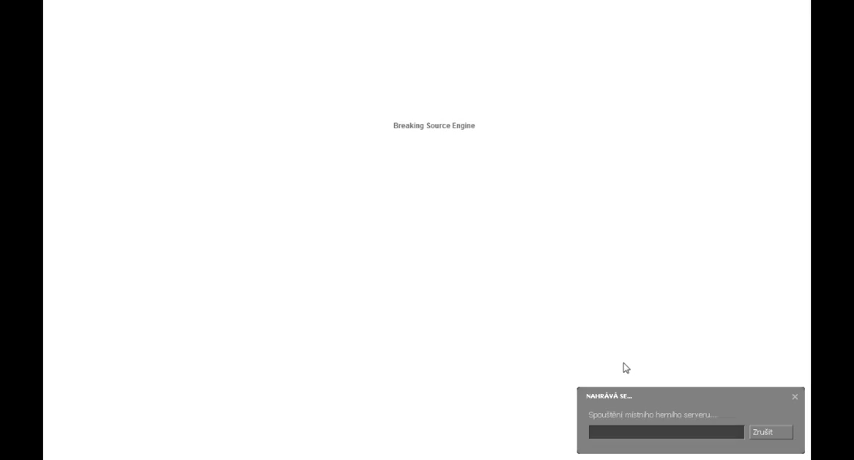 Breaking Source Engine
NAHRÁVÁ SE...
Spouštění místního herního serveru....
Zrušit